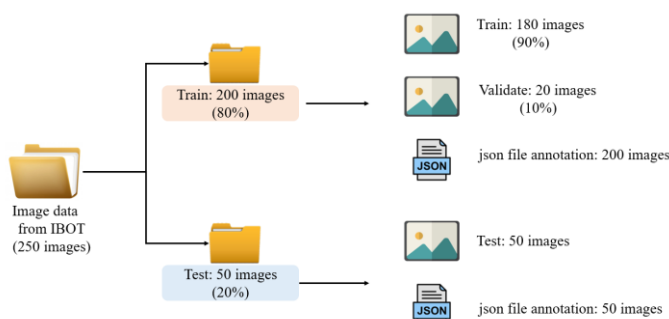 Image data
from IBOT
(250 images)
Train: 200 images
(80%)
Test: 50 images
(20%)
Train: 180 images
(90%)
Validate: 20 images
(10%)
JSON
json file annotation: 200 images
Test: 50 images
JSON
json file annotation: 50 images